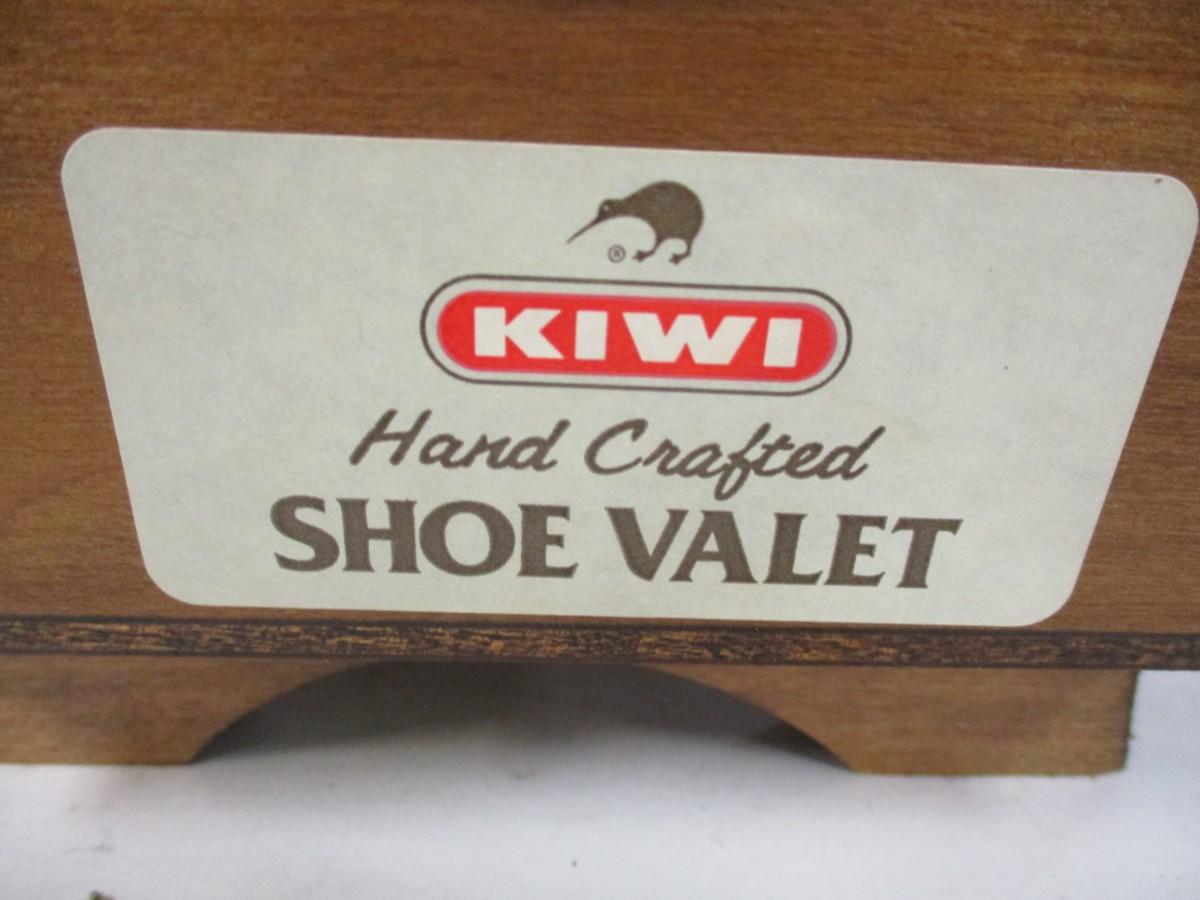 ®
KIWI
Hand Crafted
SHOE VALET